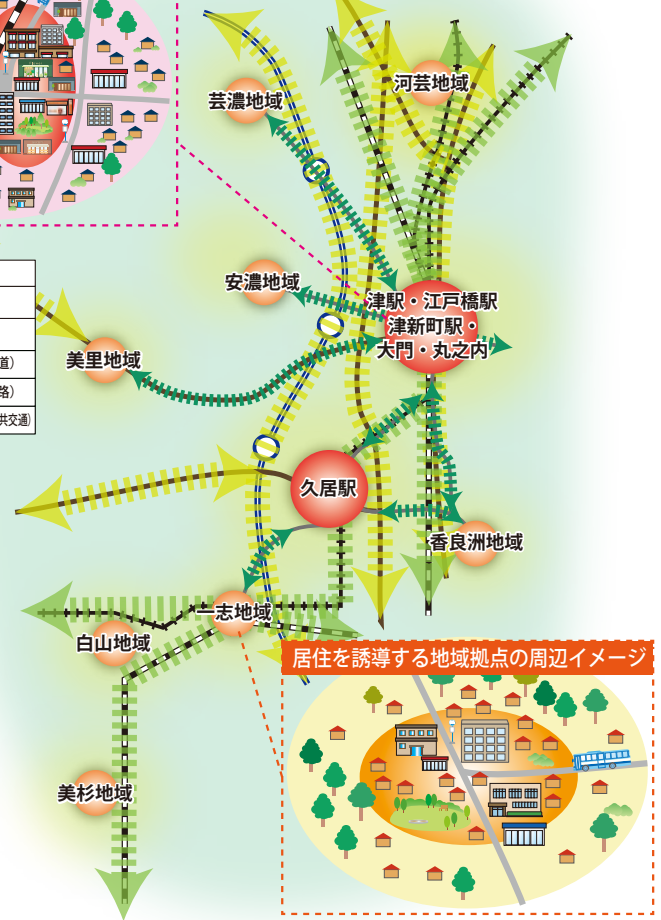 芸濃地域
河芸地域
安濃地域
津駅・江戸橋駅
津新町駅・
大門・丸之内
美里地域
道）
路）
共交通）
久居駅
香良洲地域
一志地域
白山地域
居住を誘導する地域拠点の周辺イメージ
美杉地域